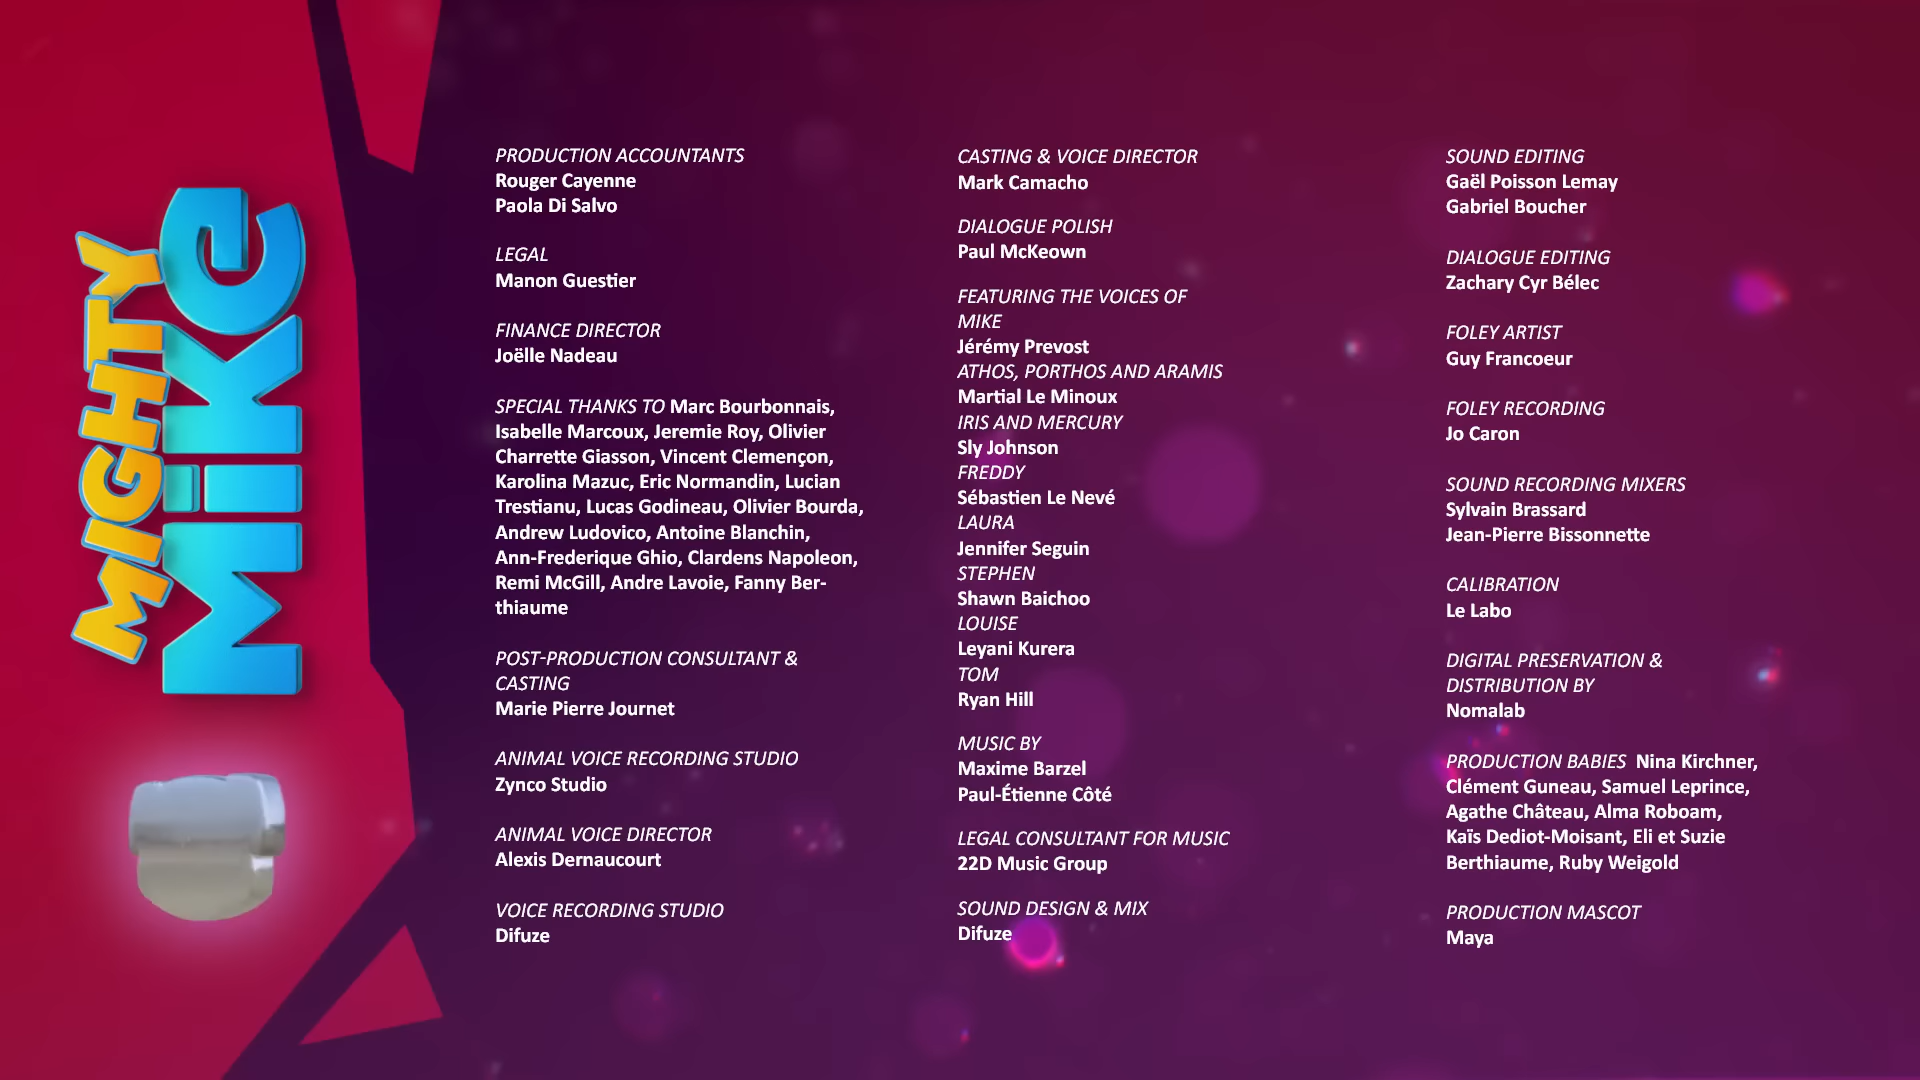 MIGHTY
MIKE
PRODUCTION ACCOUNTANTS
Rouger Cayenne
Paola Di Salvo
LEGAL
Manon Guestier
FINANCE DIRECTOR
Joëlle Nadeau
SPECIAL THANKS TO Marc Bourbonnais,
Isabelle Marcoux, Jeremie Roy, Olivier
Charrette Giasson, Vincent Clemençon,
Karolina Mazuc, Eric Normandin, Lucian
Trestianu, Lucas Godineau, Olivier Bourda,
Andrew Ludovico, Antoine Blanchin,
Ann-Frederique Ghio, Clardens Napoleon,
Remi McGill, Andre Lavoie, Fanny Ber-
thiaume
POST-PRODUCTION CONSULTANT &
CASTING
Marie Pierre Journet
ANIMAL VOICE RECORDING STUDIO
Zynco Studio
ANIMAL VOICE DIRECTOR
Alexis Dernaucourt
VOICE RECORDING STUDIO
Difuze
CASTING & VOICE DIRECTOR
Mark Camacho
DIALOGUE POLISH
Paul McKeown
FEATURING THE VOICES OF
MIKE
Jérémy Prevost
ATHOS, PORTHOS AND ARAMIS
Martial Le Minoux
IRIS AND MERCURY
Sly Johnson
FREDDY
Sébastien Le Nevé
LAURA
Jennifer Seguin
STEPHEN
Shawn Baichoo
LOUISE
Leyani Kurera
TOM
Ryan Hill
MUSIC BY
Maxime Barzel
Paul-Étienne Côté
LEGAL CONSULTANT FOR MUSIC
22D Music Group
SOUND DESIGN & MIX
Difuze
SOUND EDITING
Gaël Poisson Lemay
Gabriel Boucher
DIALOGUE EDITING
Zachary Cyr Bélec
FOLEY ARTIST
Guy Francoeur
FOLEY RECORDING
Jo Caron
SOUND RECORDING MIXERS
Sylvain Brassard
Jean-Pierre Bissonnette
CALIBRATION
Le Labo
DIGITAL PRESERVATION &
DISTRIBUTION BY
Nomalab
PRODUCTION BABIES Nina Kirchner,
Clément Guneau, Samuel Leprince,
Agathe Château, Alma Roboam,
Kaïs Dediot-Moisant, Eli et Suzie
Berthiaume, Ruby Weigold
PRODUCTION MASCOT
Maya